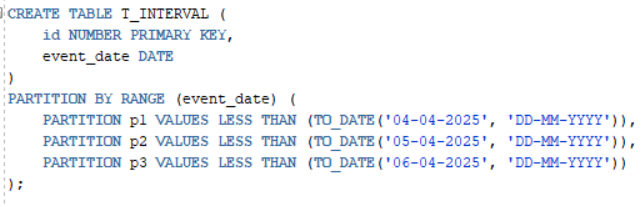 CREATE TABLE T_INTERVAL (
    id NUMBER PRIMARY KEY,
    event_date DATE
)
PARTITION BY RANGE (event_date) (
    PARTITION p1 VALUES LESS THAN (TO_DATE('04-04-2025', 'DD-MM-YYYY')),
    PARTITION p2 VALUES LESS THAN (TO_DATE('05-04-2025', 'DD-MM-YYYY')),
    PARTITION p3 VALUES LESS THAN (TO_DATE('06-04-2025', 'DD-MM-YYYY'))
);